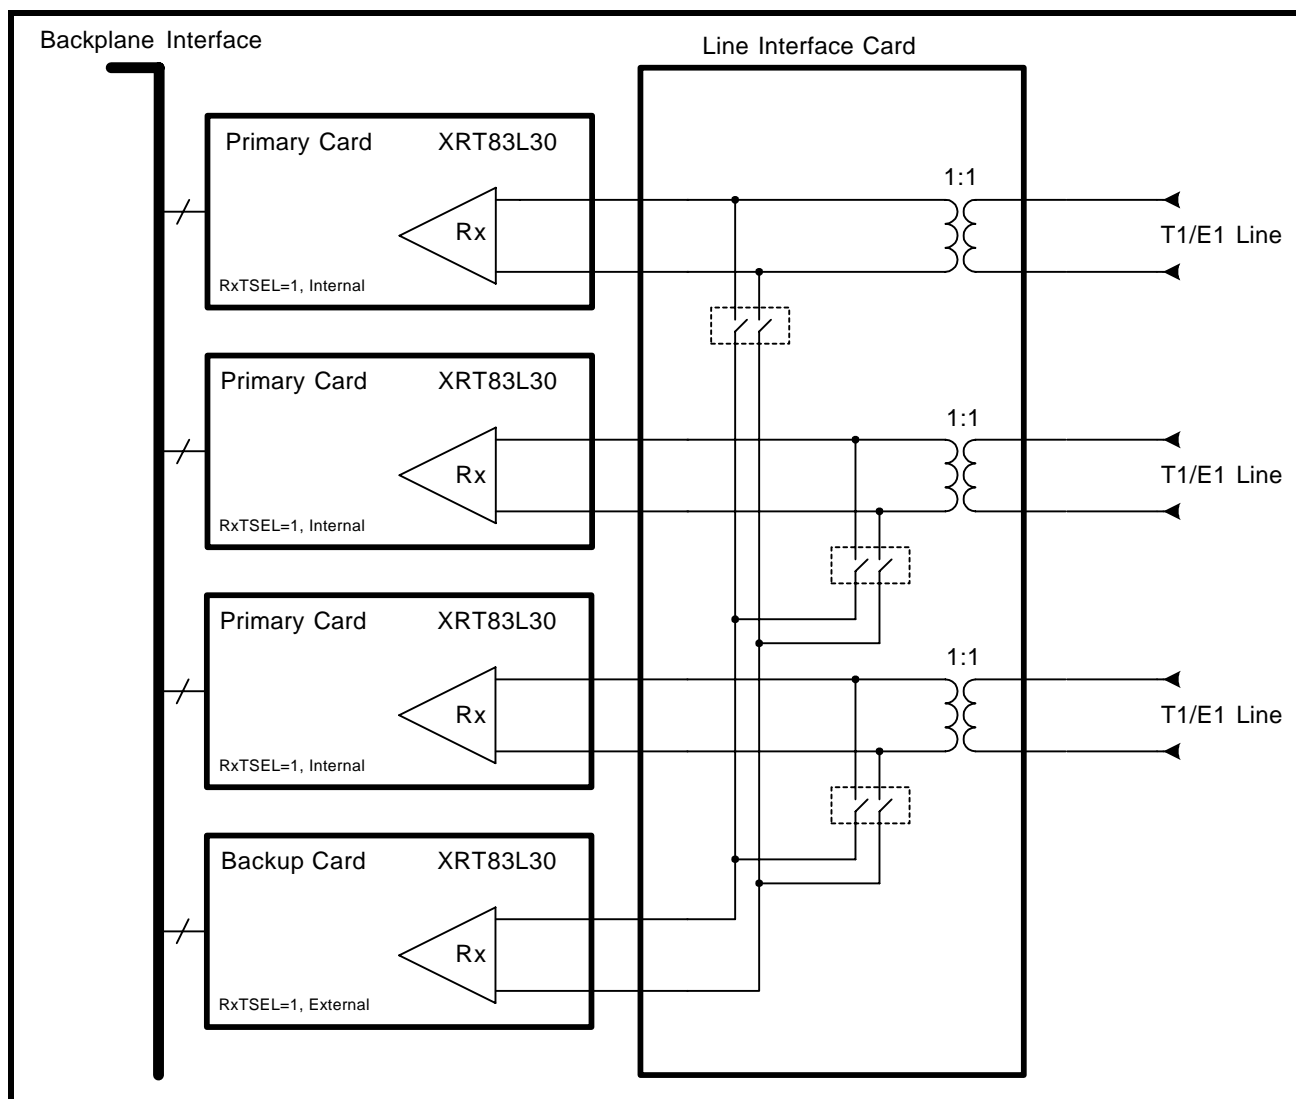 Backplane Interface
Line Interface Card
Primary Card XRT83L30
1:1
Rx
T1/E1 Line
RxTSEL=1, Internal
Primary Card XRT83L30
1:1
Rx
T1/E1 Line
RxTSEL=1, Internal
Primary Card XRT83L30
1:1
Rx
T1/E1 Line
RxTSEL=1, Internal
Backup Card XRT83L30
Rx
RxTSEL=1, External